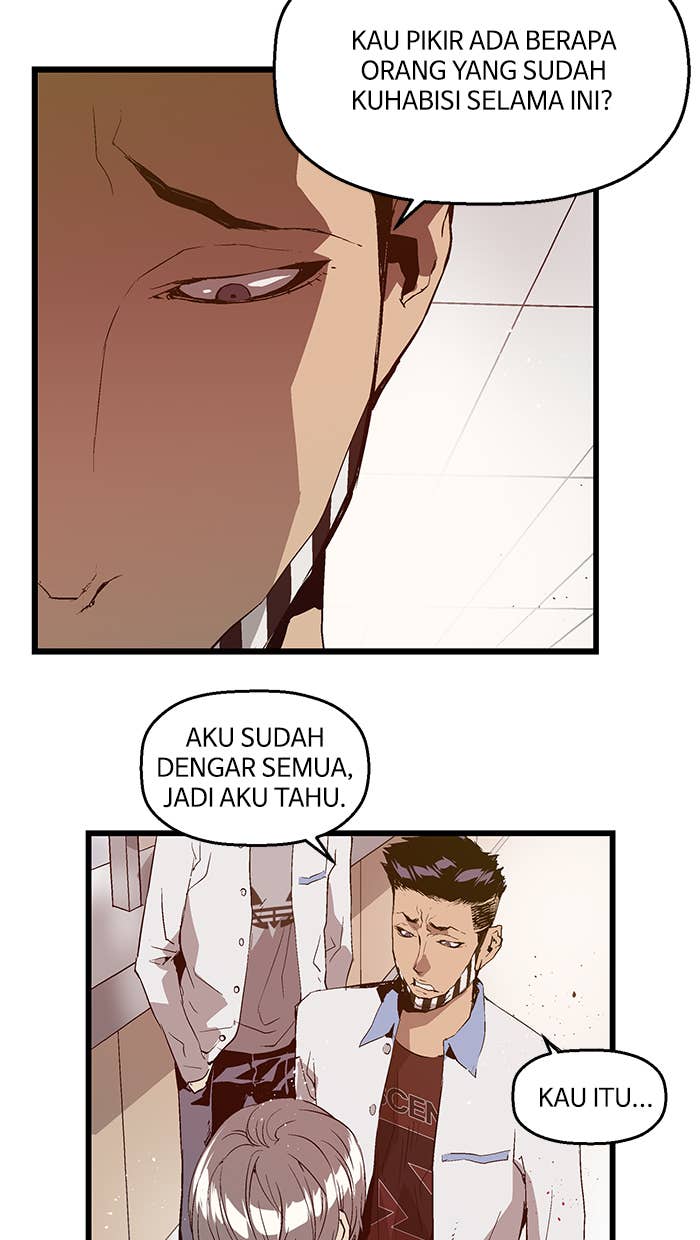 KAU PIKIR ADA BERAPA
ORANG YANG SUDAH
KUHABISI SELAMA INI?
AKU SUDAH
DENGAR SEMUA,
JADI AKU TAHU.
KAU ITU...
SCEN